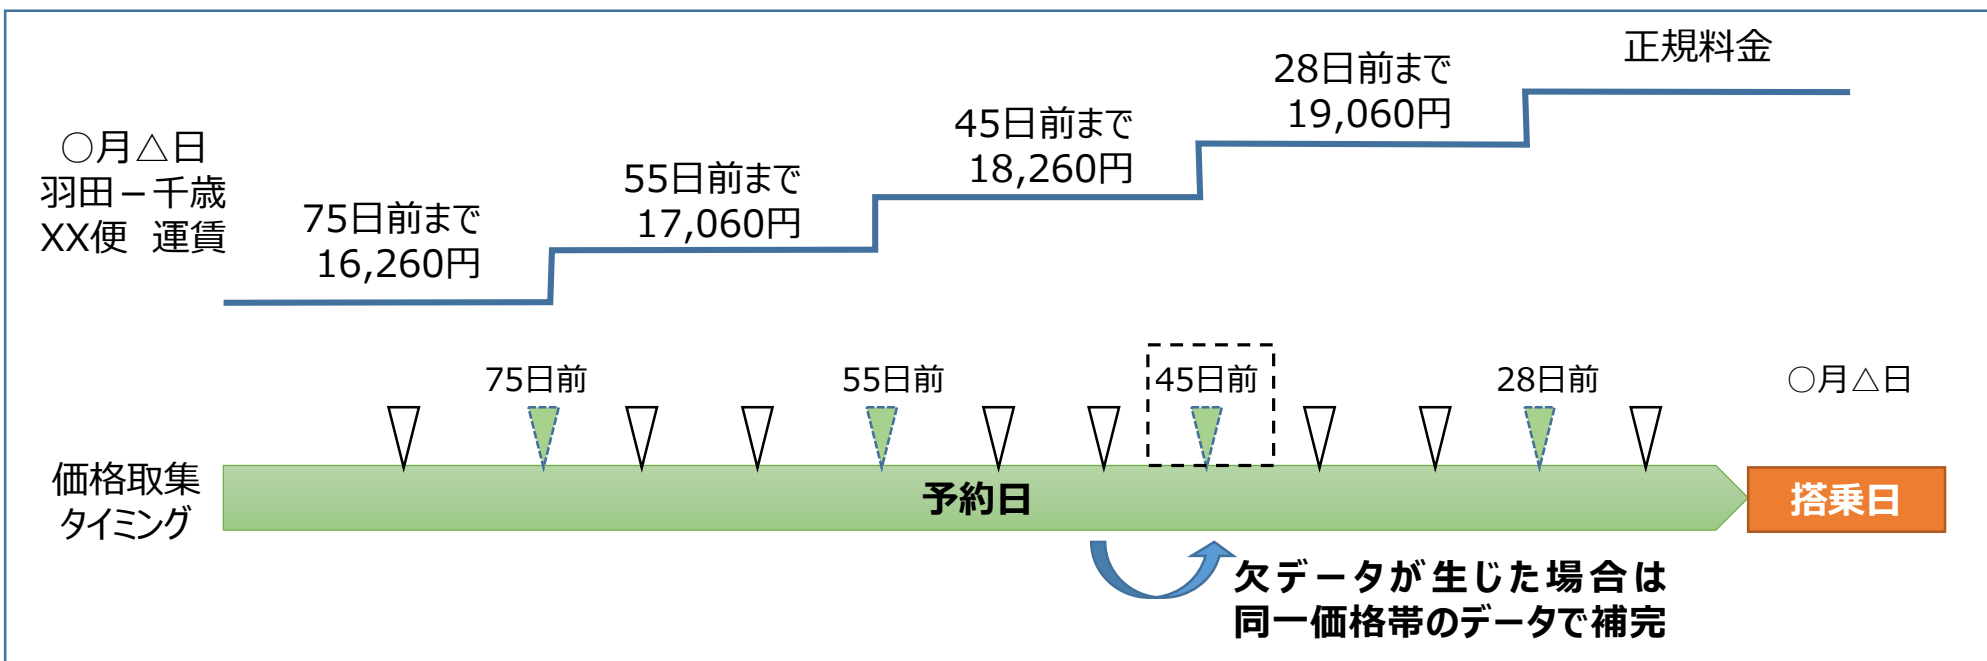 正規料金
28日前まで
19,060円
45日前まで
18,260円
55日前まで
17,060円
75日前まで
16,260円
○月△日
羽田－千歳
XX便 運賃
75日前
55日前
45日前
28日前
○月△日
価格取集
タイミング
予約日
搭乗日
欠データが生じた場合は
同一価格帯のデータで補完